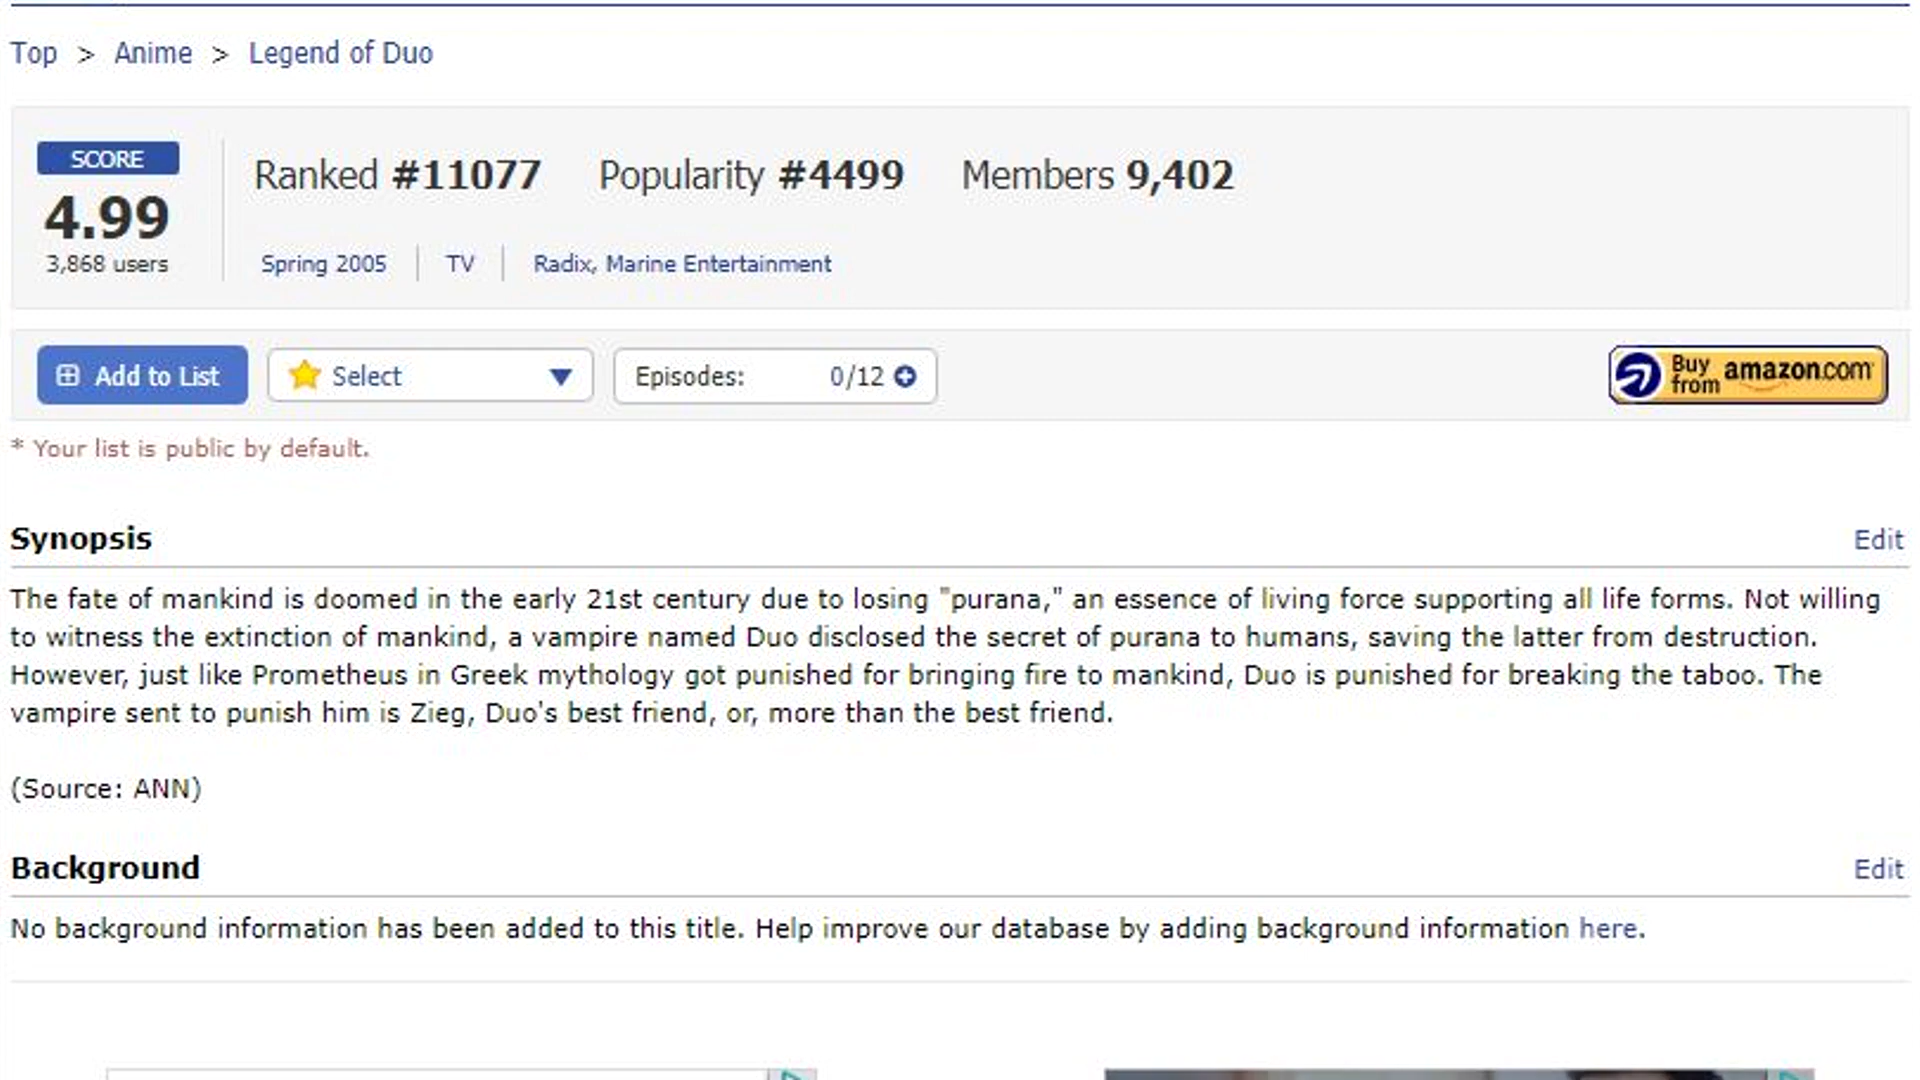 Top > Anime > Legend of Duo
SCORE
4.99
3,868 users
Ranked #11077 Popularity #4499 Members 9,402
Spring 2005 TV Radix, Marine Entertainment
Add to List Select Episodes: 0/12 Buy from amazon.com
* Your list is public by default.
Synopsis Edit
The fate of mankind is doomed in the early 21st century due to losing "purana," an essence of living force supporting all life forms. Not willing
to witness the extinction of mankind, a vampire named Duo disclosed the secret of purana to humans, saving the latter from destruction.
However, just like Prometheus in Greek mythology got punished for bringing fire to mankind, Duo is punished for breaking the taboo. The
vampire sent to punish him is Zieg, Duo's best friend, or, more than the best friend.
(Source: ANN)
Background Edit
No background information has been added to this title. Help improve our database by adding background information here.